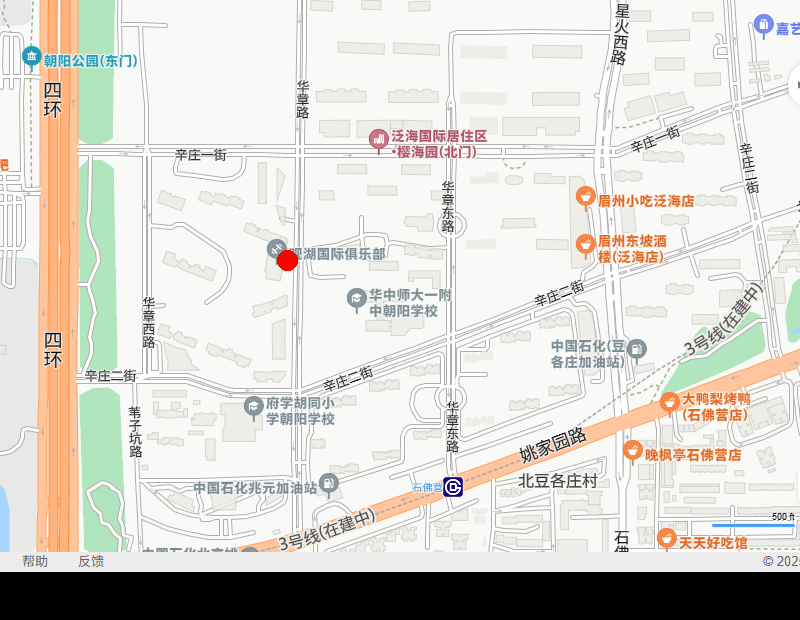 星火西路
嘉艺
朝阳公园(东门)
四环
华章路
泛海国际居住区
•樱海园(北门)
辛庄一街
辛庄一街
辛庄二街
华章东路
眉州小吃泛海店
眉州东坡酒
楼(泛海店)
观湖国际俱乐部
华中师大一附
中朝阳学校
辛庄二街
3号线(在建中)
华章西路
四环
中国石化(豆
各庄加油站)
辛庄二街
辛庄二街
府学胡同小
学朝阳学校
苇子坑路
华章东路
大鸭梨烤鸭
(石佛营店)
姚家园路
晚枫亭石佛营店
中国石化兆元加油站
石佛营
北豆各庄村
3号线(在建中)
500 ft
石佛
天天好吃馆
帮助
反馈
© 202